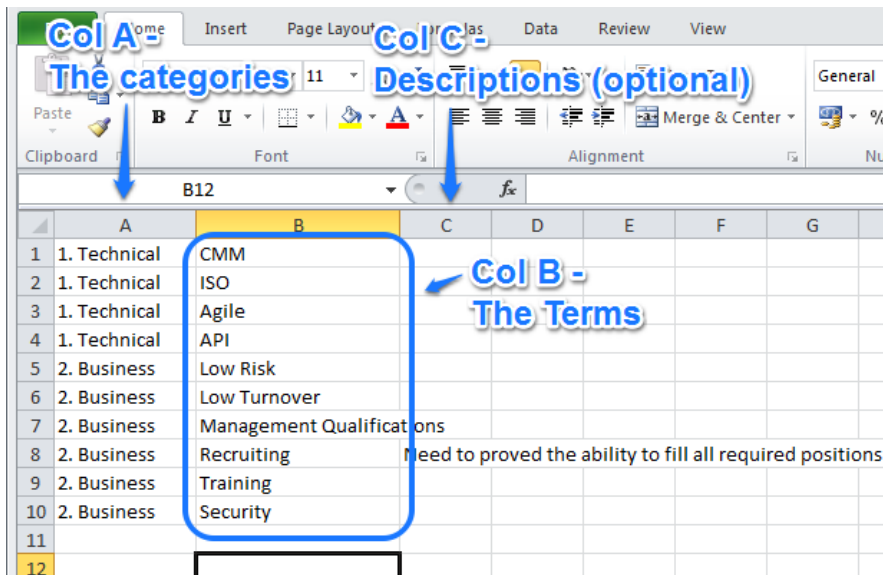 Home Insert Page Layout Formulas Data Review View
Col A -
The categories
Col C -
Descriptions (optional)
11
General
Paste
B I U
A
Merge & Center
%
Clipboard
Font
Alignment
B12
fx
A B C D E F G
1 1. Technical CMM
2 1. Technical ISO
3 1. Technical Agile
4 1. Technical API
5 2. Business Low Risk
6 2. Business Low Turnover
7 2. Business Management Qualifications
8 2. Business Recruiting Need to proved the ability to fill all required positions
9 2. Business Training
10 2. Business Security
11
12
Col B -
The Terms